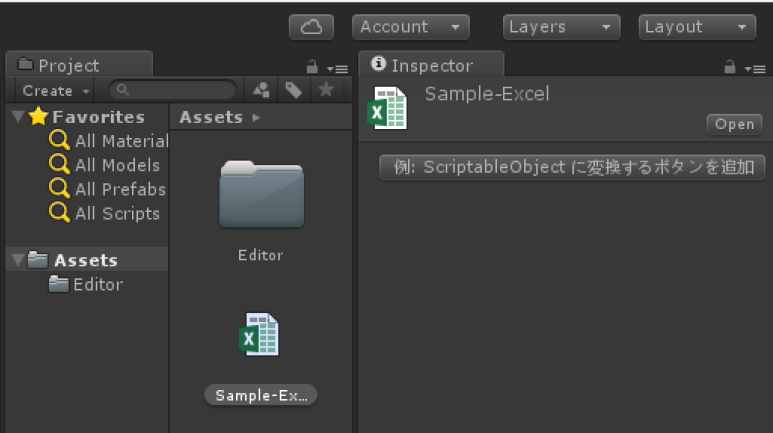 Account
Layers
Layout
Project
Create
Favorites
All Material
All Models
All Prefabs
All Scripts
Assets
Editor
Assets
Editor
Sample-Ex...
Inspector
Sample-Excel
Open
例: ScriptableObject に変換するボタンを追加